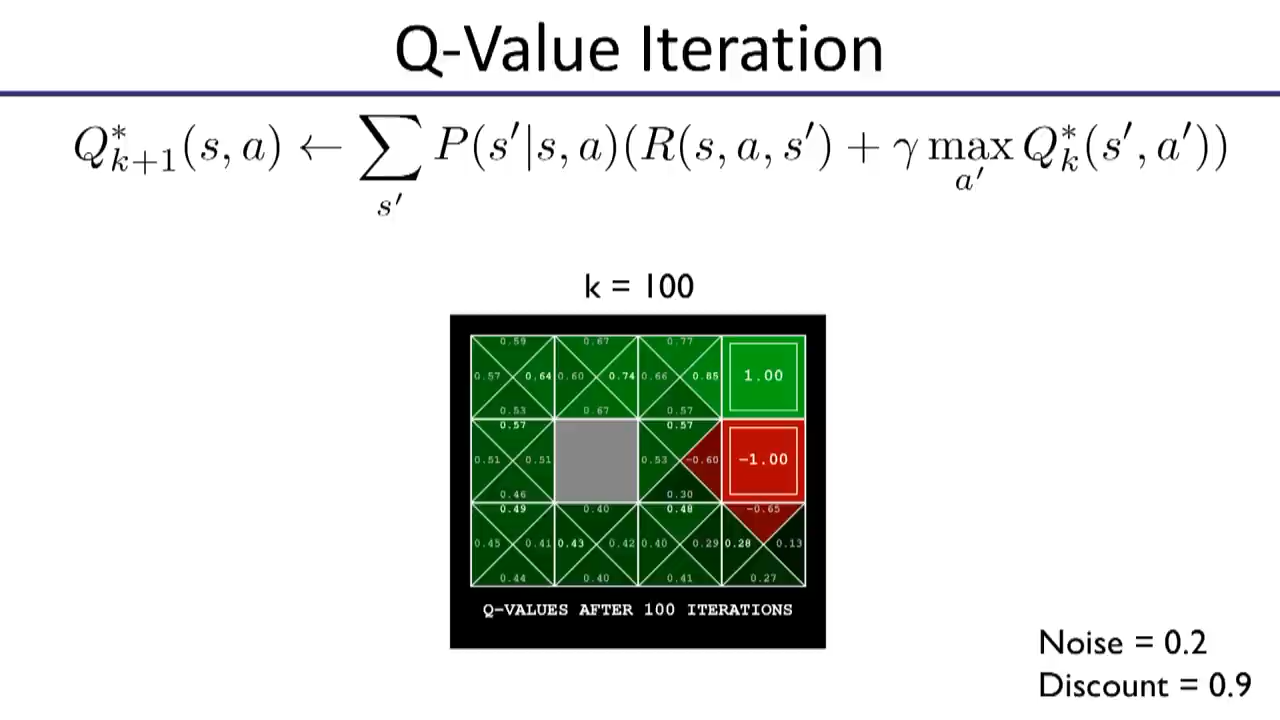 Q-Value Iteration
Q*_{k+1}(s, a) ← ∑_{s′} P(s′|s, a)(R(s, a, s′) + γ max_{a′} Q*_k(s′, a′))
k = 100
0.59 0.67 0.77
0.57 0.64 0.60 0.74 0.66 0.85 1.00
0.53 0.67 0.57
0.57 0.57
0.51 0.51 0.53 -0.60 -1.00
0.46 0.30
0.49 0.40 0.48 -0.65
0.45 0.41 0.43 0.42 0.40 0.29 0.28 0.13
0.44 0.40 0.41 0.27
Q-VALUES AFTER 100 ITERATIONS
Noise = 0.2
Discount = 0.9